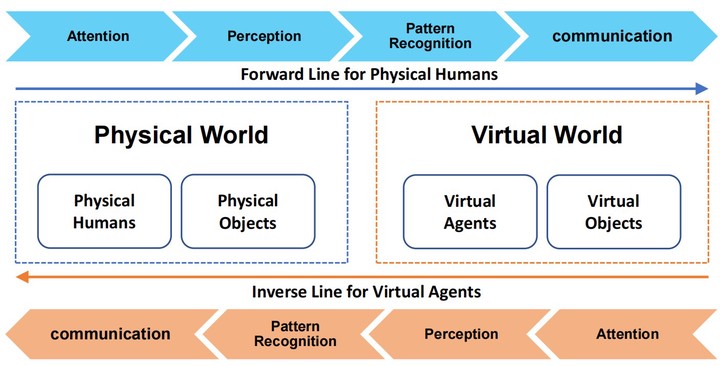 Attention
Perception
Pattern
Recognition
communication
Forward Line for Physical Humans
Physical World
Virtual World
Physical
Humans
Physical
Objects
Virtual
Agents
Virtual
Objects
Inverse Line for Virtual Agents
communication
Pattern
Recognition
Perception
Attention